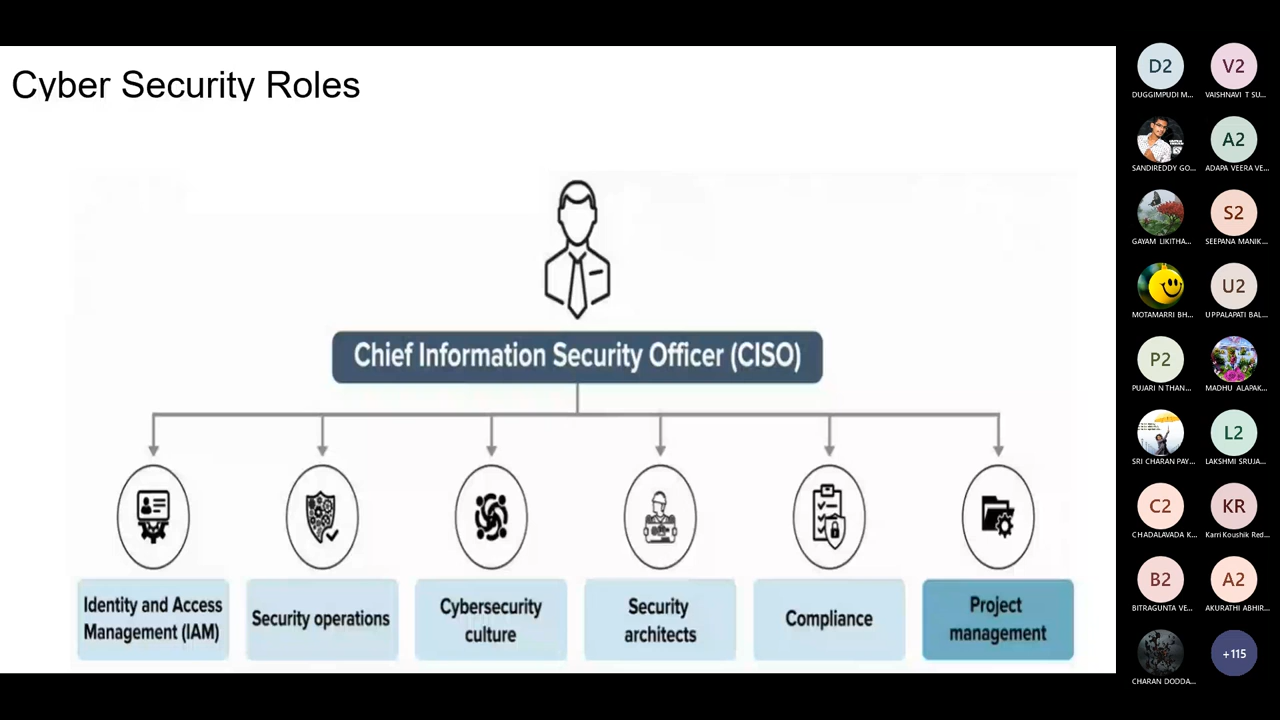 Cyber Security Roles
Chief Information Security Officer (CISO)
Identity and Access
Management (IAM)
Security operations
Cybersecurity
culture
Security
architects
Compliance
Project
management
D2
DUGGIMPUDI M...
V2
VAISHNAVI T SU...
SANDIREDDY GO...
A2
ADAPA VEERA VE...
GAYAM LIKITHA...
S2
SEEPANA MANIK...
MOTAMARRI BH...
U2
UPPALAPATI BAL...
P2
PUJARI N THAN...
MADHU ALAPAK...
SRI CHARAN PAY...
L2
LAKSHMI SRUJA...
C2
CHADALAVADA K...
KR
Karri Koushik Red...
B2
BITRAGUNTA VE...
A2
AKURATHI ABHIR...
CHARAN DODDA...
+115